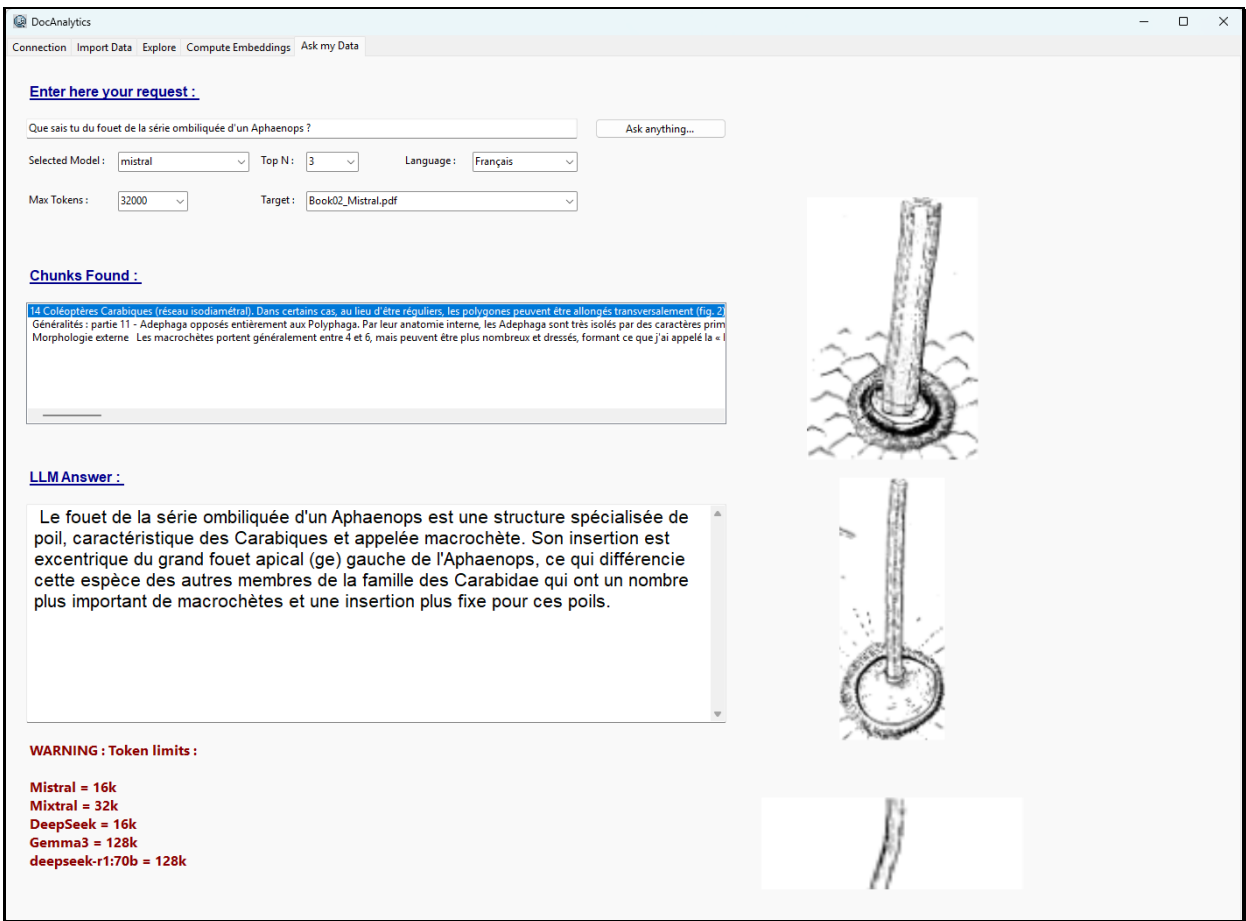 DocAnalytics
Connection Import Data Explore Compute Embeddings Ask my Data
Enter here your request :
Que sais tu du fouet de la série ombiliquée d'un Aphaenops ?
Ask anything...
Selected Model : mistral Top N : 3 Language : Français
Max Tokens : 32000 Target : Book02_Mistral.pdf
Chunks Found :
14 Coléoptères Carabiques (réseau isodiamétral). Dans certains cas, au lieu d'être réguliers, les polygones peuvent être allongés transversalement (fig. 2)
Généralités : partie 11 - Adephaga opposés entièrement aux Polyphaga. Par leur anatomie interne, les Adephaga sont très isolés par des caractères prim
Morphologie externe Les macrochètes portent généralement entre 4 et 6, mais peuvent être plus nombreux et dressés, formant ce que j'ai appelé la «
LLM Answer :
Le fouet de la série ombiliquée d'un Aphaenops est une structure spécialisée de
poil, caractéristique des Carabiques et appelée macrochète. Son insertion est
excentrique du grand fouet apical (ge) gauche de l'Aphaenops, ce qui différencie
cette espèce des autres membres de la famille des Carabidae qui ont un nombre
plus important de macrochètes et une insertion plus fixe pour ces poils.
WARNING : Token limits :
Mistral = 16k
Mixtral = 32k
DeepSeek = 16k
Gemma3 = 128k
deepseek-r1:70b = 128k